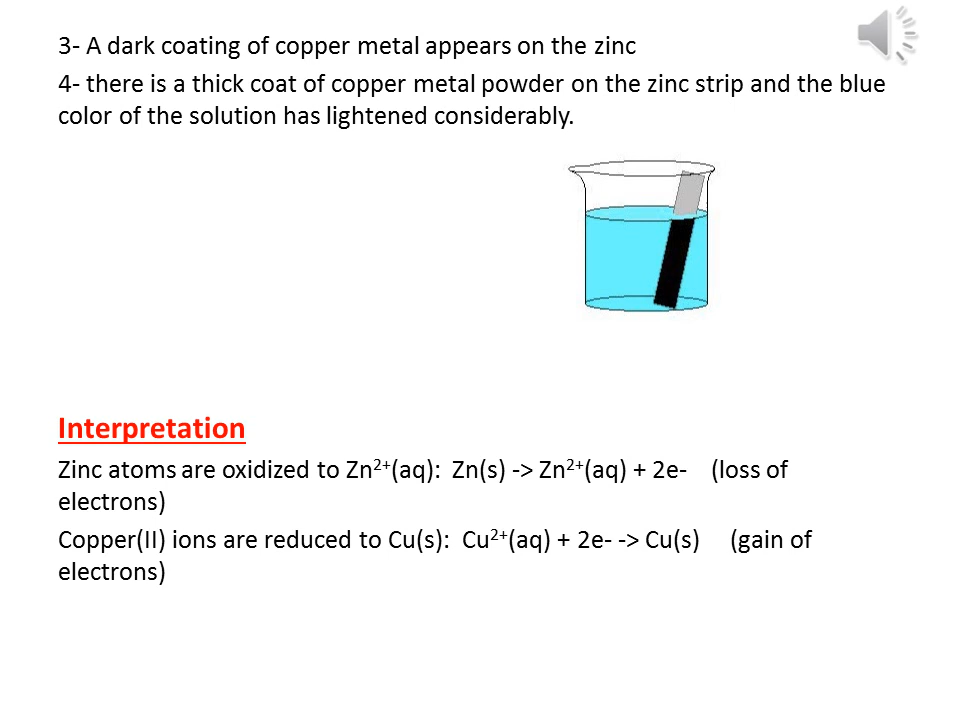 3- A dark coating of copper metal appears on the zinc
4- there is a thick coat of copper metal powder on the zinc strip and the blue
color of the solution has lightened considerably.
Interpretation
Zinc atoms are oxidized to Zn²⁺(aq):  Zn(s) -> Zn²⁺(aq) + 2e-   (loss of
electrons)
Copper(II) ions are reduced to Cu(s):  Cu²⁺(aq) + 2e- -> Cu(s)    (gain of
electrons)